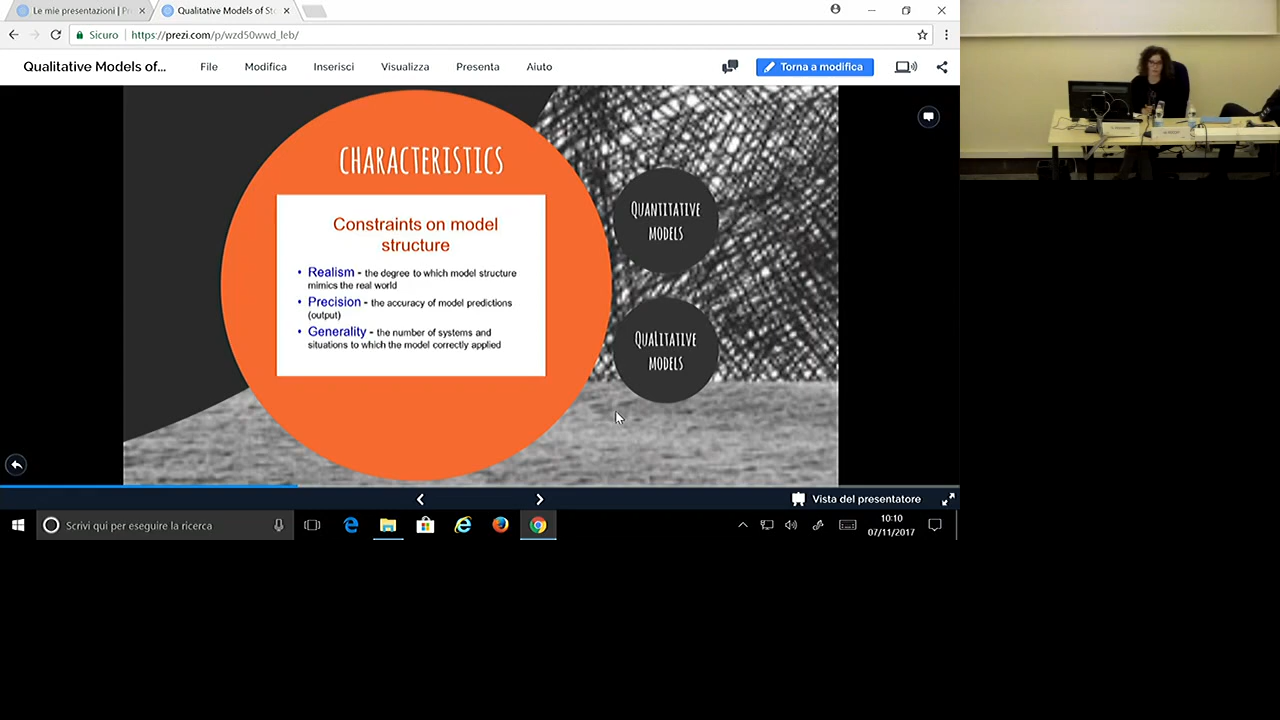 Le mie presentazioni | Pr
Qualitative Models of Sto
Sicuro
https://prezi.com/p/wzd50wwd_leb/
Qualitative Models of...
File
Modifica
Inserisci
Visualizza
Presenta
Aiuto
Torna a modifica
CHARACTERISTICS
Constraints on model
structure
• Realism - the degree to which model structure
mimics the real world
• Precision - the accuracy of model predictions
(output)
• Generality - the number of systems and
situations to which the model correctly applied
QUANTITATIVE
MODELS
QUALITATIVE
MODELS
Vista del presentatore
Scrivi qui per eseguire la ricerca
10:10
07/11/2017